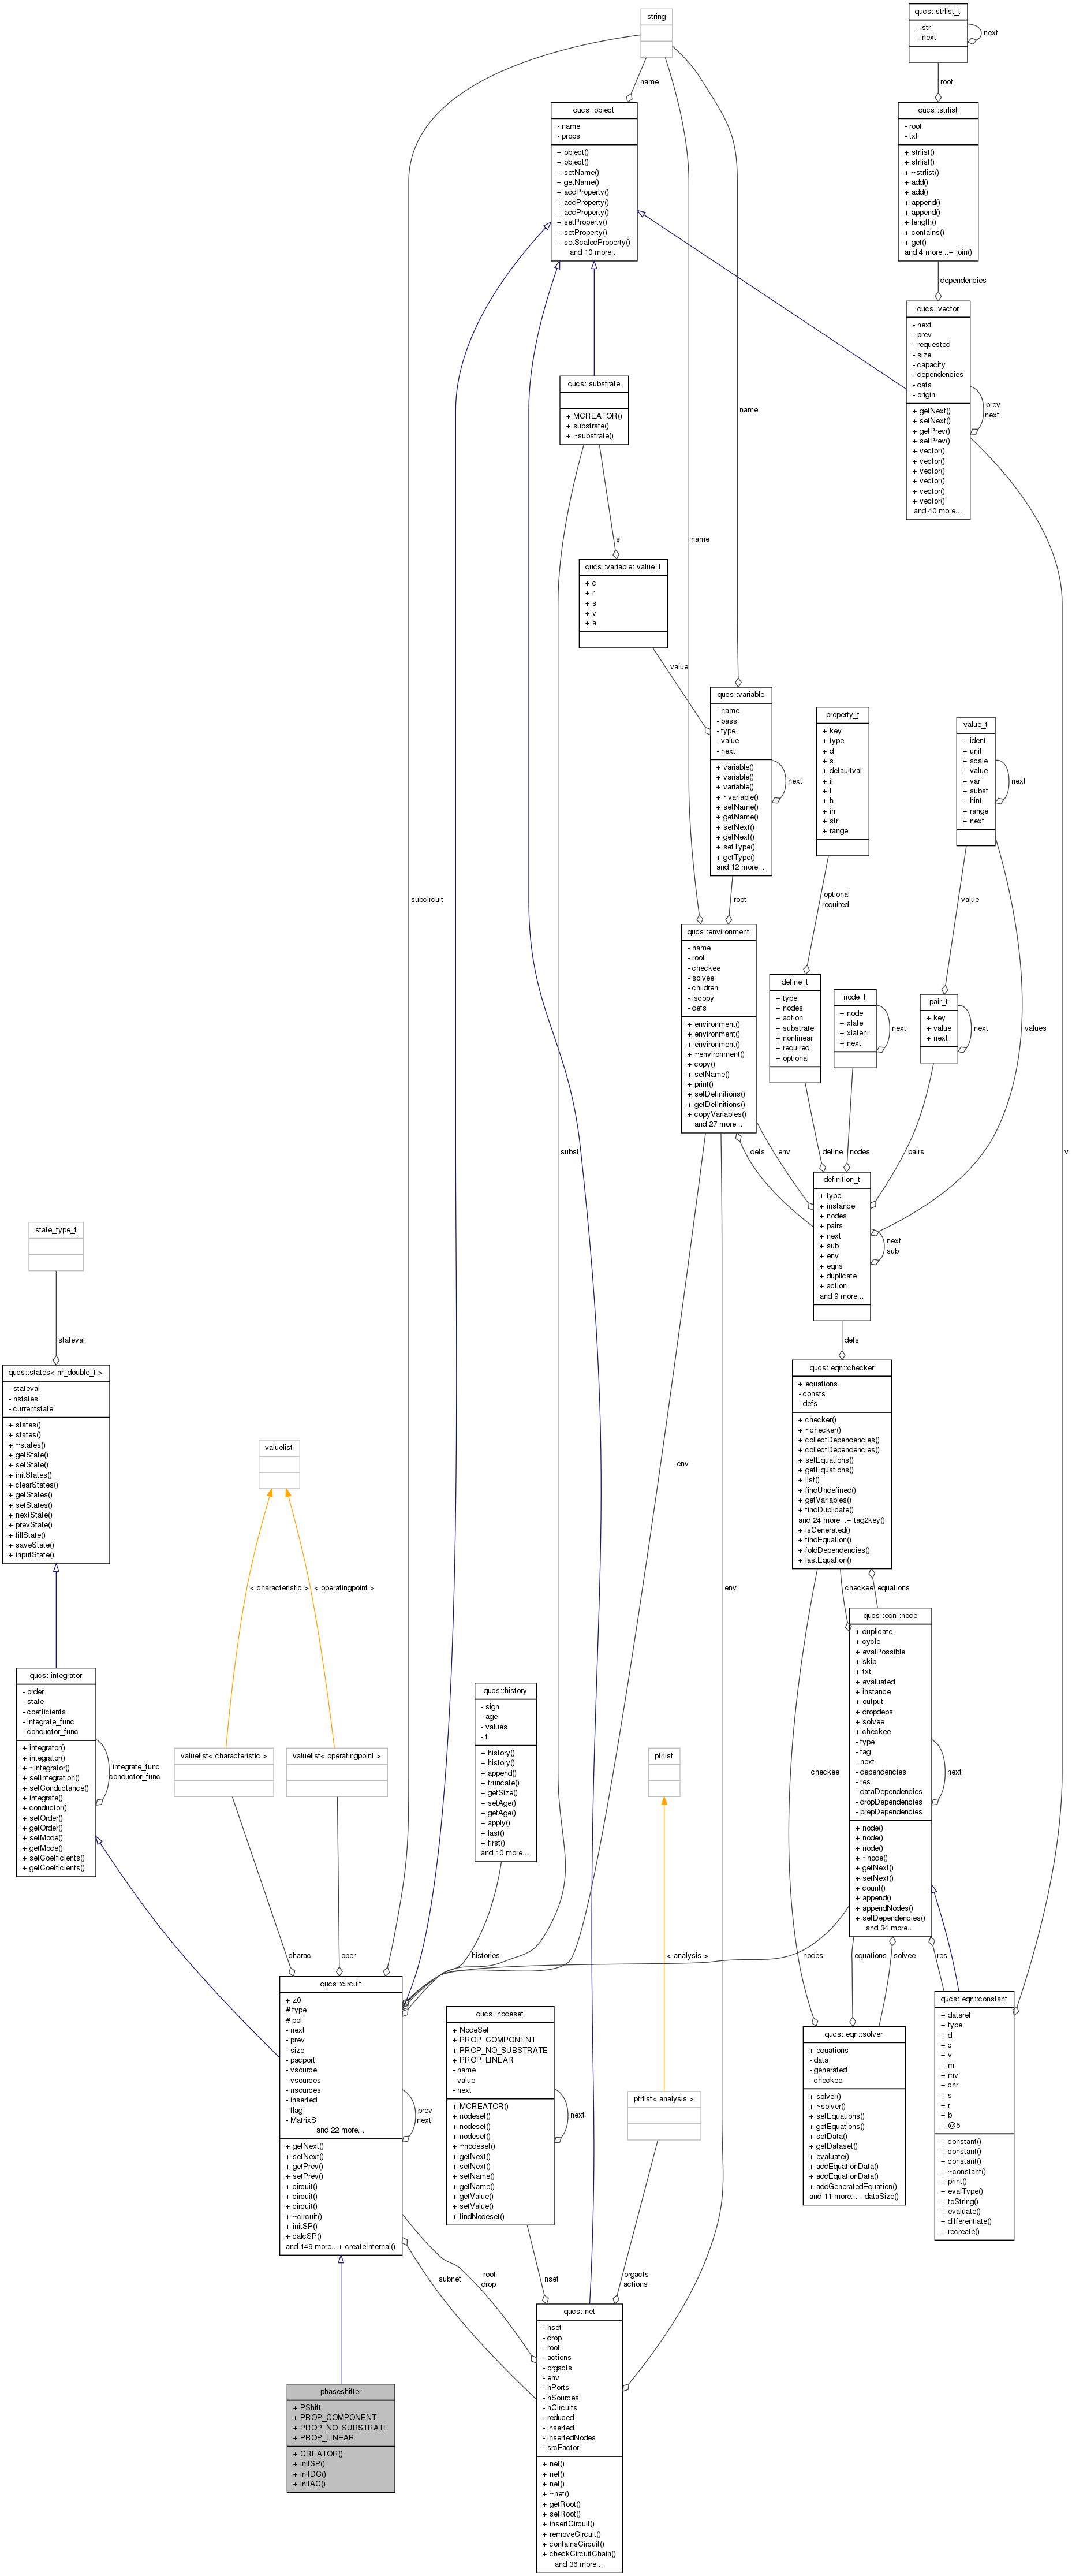 string
qucs::strlist_t
+ str
+ next
next
name
root
qucs::object
- name
- props
+ object()
+ object()
+ setName()
+ getName()
+ addProperty()
+ addProperty()
+ addProperty()
+ setProperty()
+ setProperty()
+ setScaledProperty()
and 10 more...
qucs::strlist
- root
- txt
+ strlist()
+ strlist()
+ ~strlist()
+ add()
+ add()
+ append()
+ append()
+ length()
+ contains()
+ get()
and 4 more...+ join()
dependencies
qucs::vector
- next
- prev
- requested
- size
- capacity
- dependencies
- data
- origin
+ getNext()
+ setNext()
+ getPrev()
+ setPrev()
+ vector()
+ vector()
+ vector()
+ vector()
+ vector()
+ vector()
and 40 more...
prev
next
qucs::substrate
+ MCREATOR()
+ substrate()
+ ~substrate()
name
name
s
qucs::variable::value_t
+ c
+ r
+ s
+ v
+ a
value
qucs::variable
- name
- pass
- type
- value
- next
+ variable()
+ variable()
+ variable()
+ ~variable()
+ setName()
+ getName()
+ setNext()
+ getNext()
+ setType()
+ getType()
and 12 more...
next
property_t
+ key
+ type
+ d
+ s
+ defaultval
+ il
+ l
+ h
+ ih
+ str
+ range
value_t
+ ident
+ unit
+ scale
+ value
+ var
+ subst
+ hint
+ range
+ next
next
subcircuit
root
optional
required
value
qucs::environment
- name
- root
- checkee
- solvee
- children
- iscopy
- defs
+ environment()
+ environment()
+ environment()
+ ~environment()
+ copy()
+ setName()
+ print()
+ setDefinitions()
+ getDefinitions()
+ copyVariables()
and 27 more...
define_t
+ type
+ nodes
+ action
+ substrate
+ nonlinear
+ required
+ optional
node_t
+ node
+ xlate
+ xlatenr
+ next
next
pair_t
+ key
+ value
+ next
next
values
subst
defs
env
define
nodes
pairs
v
definition_t
+ type
+ instance
+ nodes
+ pairs
+ next
+ sub
+ env
+ eqns
+ duplicate
+ action
and 9 more...
next
sub
state_type_t
stateval
defs
qucs::states< nr_double_t >
- stateval
- nstates
- currentstate
+ states()
+ states()
+ ~states()
+ getState()
+ setState()
+ initStates()
+ clearStates()
+ getStates()
+ setStates()
+ nextState()
+ prevState()
+ fillState()
+ saveState()
+ inputState()
qucs::eqn::checker
+ equations
- consts
- defs
+ checker()
+ ~checker()
+ collectDependencies()
+ collectDependencies()
+ setEquations()
+ getEquations()
+ list()
+ findUndefined()
+ getVariables()
+ findDuplicate()
and 24 more...+ tag2key()
+ isGenerated()
+ findEquation()
+ foldDependencies()
+ lastEquation()
valuelist
env
< characteristic >
< operatingpoint >
env
checkee
equations
qucs::eqn::node
+ duplicate
+ cycle
+ evalPossible
+ skip
+ txt
+ evaluated
+ instance
+ output
+ dropdeps
+ solvee
+ checkee
- type
- tag
- next
- dependencies
- res
- dataDependencies
- dropDependencies
- prepDependencies
+ node()
+ node()
+ node()
+ ~node()
+ getNext()
+ setNext()
+ count()
+ append()
+ appendNodes()
+ setDependencies()
and 34 more...
next
qucs::integrator
- order
- state
- coefficients
- integrate_func
- conductor_func
+ integrator()
+ integrator()
+ ~integrator()
+ setIntegration()
+ setConductance()
+ integrate()
+ conductor()
+ setOrder()
+ getOrder()
+ setMode()
+ getMode()
+ setCoefficients()
+ getCoefficients()
integrate_func
conductor_func
valuelist< characteristic >
valuelist< operatingpoint >
qucs::history
- sign
- age
- values
- t
+ history()
+ history()
+ append()
+ truncate()
+ getSize()
+ setAge()
+ getAge()
+ apply()
+ last()
+ first()
and 10 more...
ptrlist
checkee
charac
oper
histories
< analysis >
nodes
equations
solvee
res
qucs::circuit
+ z0
# type
# pol
- next
- prev
- size
- pacport
- vsource
- vsources
- nsources
- inserted
- flag
- MatrixS
and 22 more...
+ getNext()
+ setNext()
+ getPrev()
+ setPrev()
+ circuit()
+ circuit()
+ circuit()
+ ~circuit()
+ initSP()
+ calcSP()
and 149 more...+ createInternal()
prev
next
qucs::nodeset
+ NodeSet
+ PROP_COMPONENT
+ PROP_NO_SUBSTRATE
+ PROP_LINEAR
- name
- value
- next
+ MCREATOR()
+ nodeset()
+ nodeset()
+ nodeset()
+ ~nodeset()
+ getNext()
+ setNext()
+ setName()
+ getName()
+ getValue()
+ setValue()
+ findNodeset()
next
ptrlist< analysis >
qucs::eqn::solver
+ equations
- data
- generated
- checkee
+ solver()
+ ~solver()
+ setEquations()
+ getEquations()
+ setData()
+ getDataset()
+ evaluate()
+ addEquationData()
+ addEquationData()
+ addGeneratedEquation()
and 11 more...+ dataSize()
qucs::eqn::constant
+ dataref
+ type
+ d
+ c
+ v
+ m
+ mv
+ chr
+ s
+ r
+ b
+ @5
+ constant()
+ constant()
+ constant()
+ ~constant()
+ print()
+ evalType()
+ toString()
+ evaluate()
+ differentiate()
+ recreate()
subnet
root
drop
nset
orgacts
actions
qucs::net
- nset
- drop
- root
- actions
- orgacts
- env
- nPorts
- nSources
- nCircuits
- reduced
- inserted
- insertedNodes
- srcFactor
+ net()
+ net()
+ net()
+ ~net()
+ getRoot()
+ setRoot()
+ insertCircuit()
+ removeCircuit()
+ containsCircuit()
+ checkCircuitChain()
and 36 more...
phaseshifter
+ PShift
+ PROP_COMPONENT
+ PROP_NO_SUBSTRATE
+ PROP_LINEAR
+ CREATOR()
+ initSP()
+ initDC()
+ initAC()